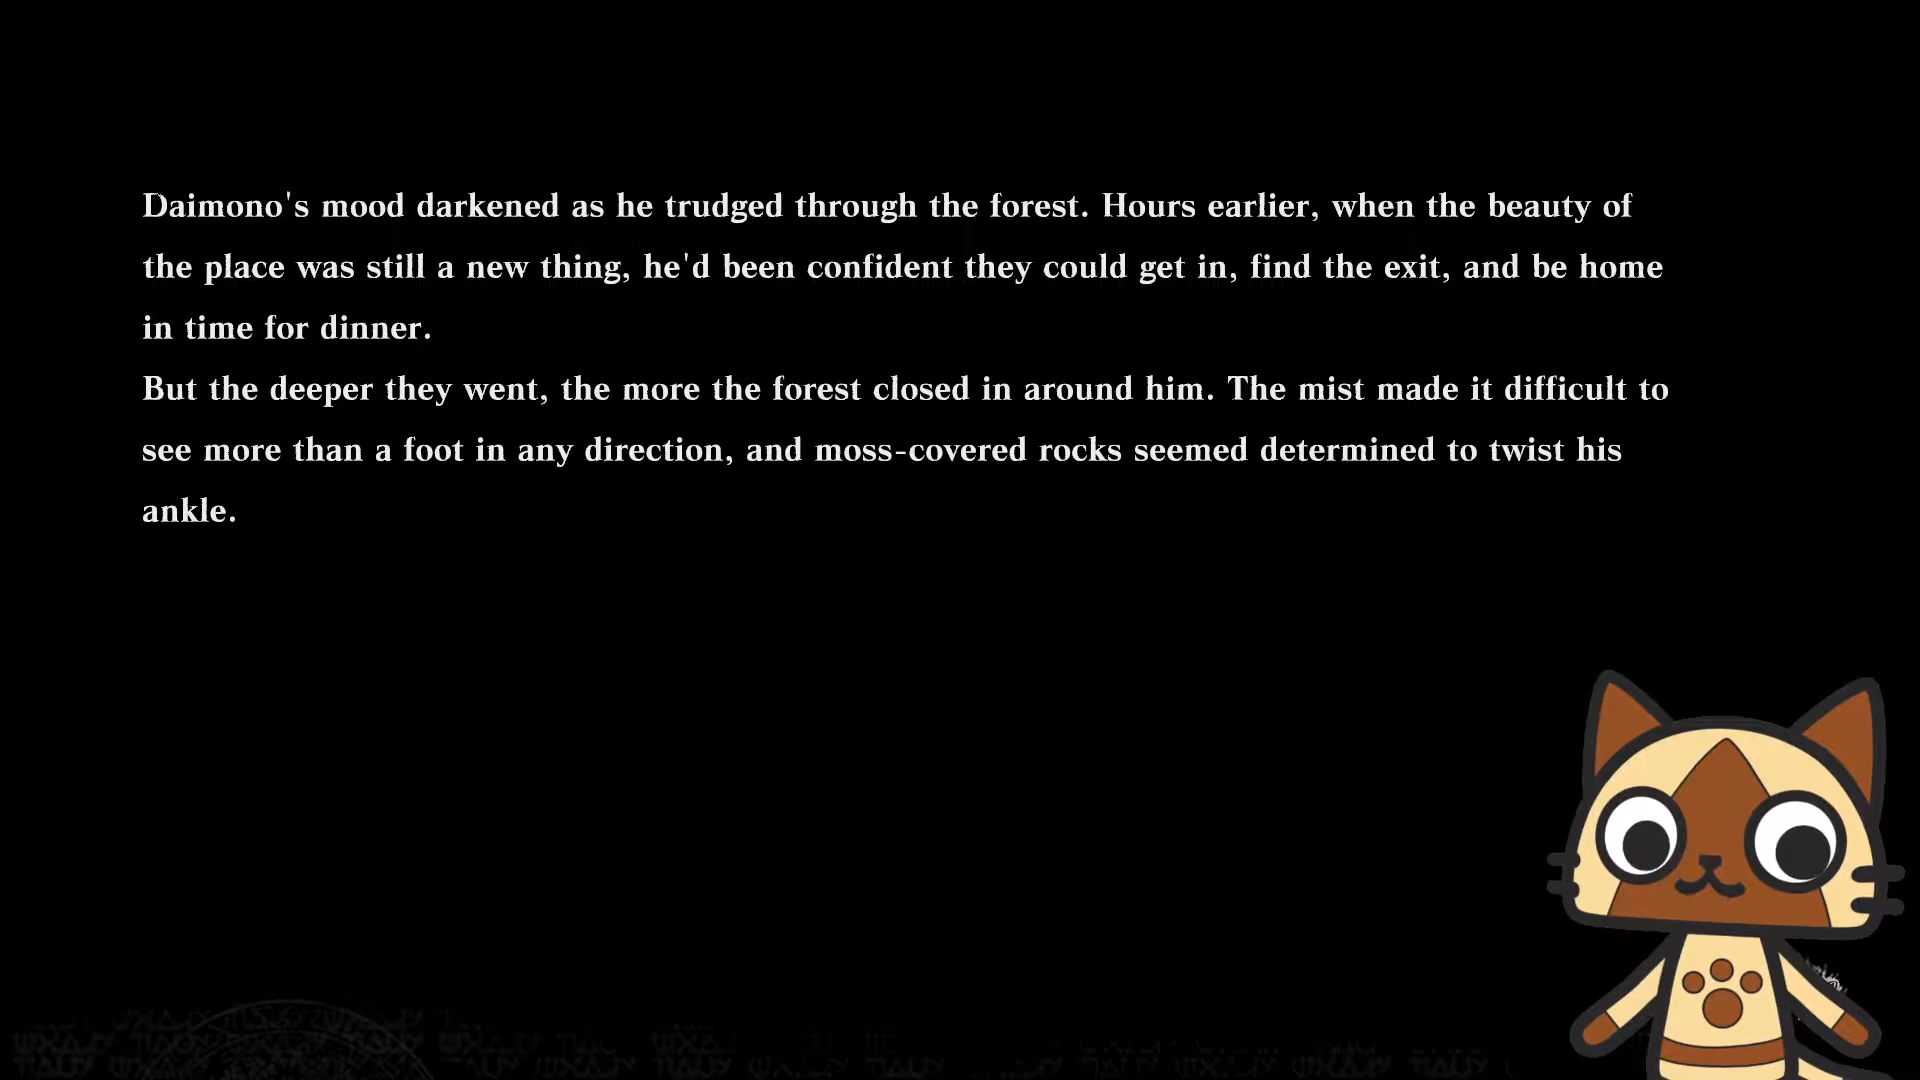 Daimono's mood darkened as he trudged through the forest. Hours earlier, when the beauty of
the place was still a new thing, he'd been confident they could get in, find the exit, and be home
in time for dinner.
But the deeper they went, the more the forest closed in around him. The mist made it difficult to
see more than a foot in any direction, and moss-covered rocks seemed determined to twist his
ankle.